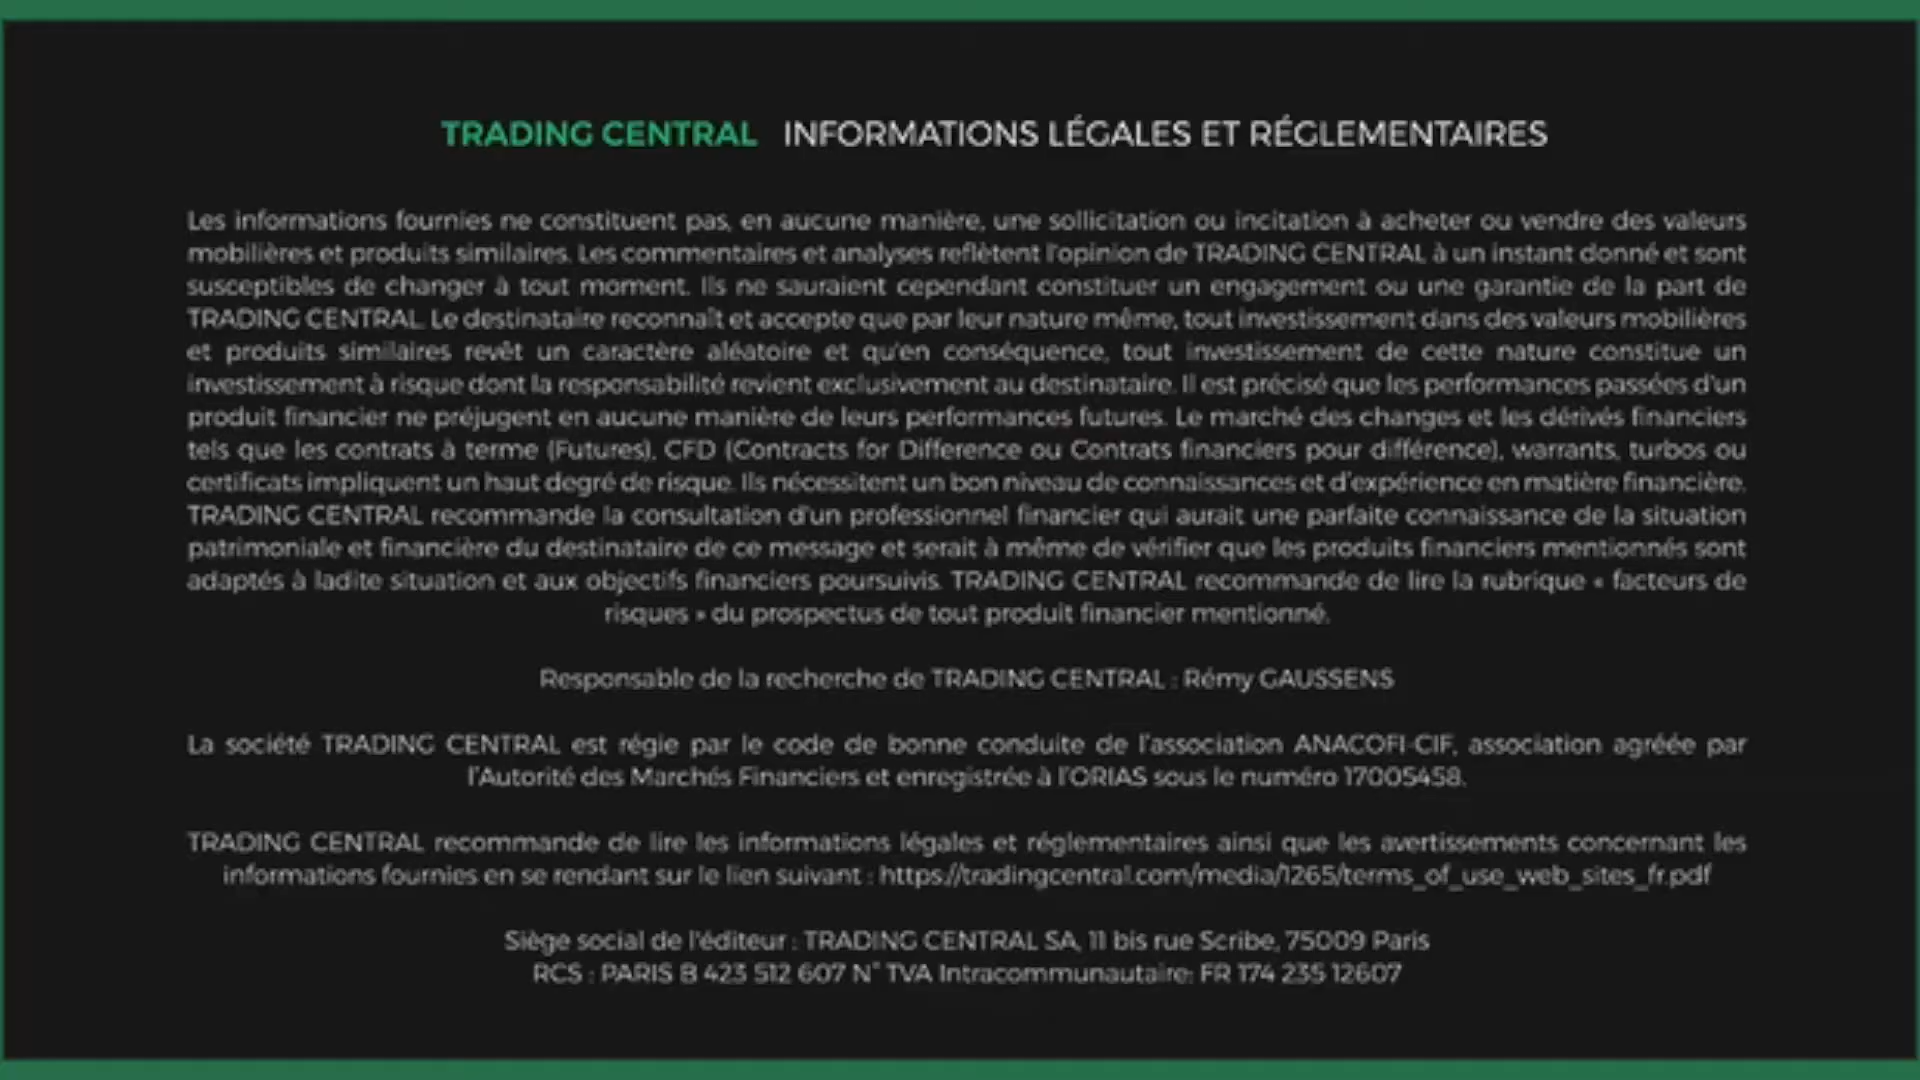 TRADING CENTRAL INFORMATIONS LÉGALES ET RÉGLEMENTAIRES
Les informations fournies ne constituent pas, en aucune manière, une sollicitation ou incitation à acheter ou vendre des valeurs
mobilières et produits similaires. Les commentaires et analyses reflètent l'opinion de TRADING CENTRAL à un instant donné et sont
susceptibles de changer à tout moment. Ils ne sauraient cependant constituer un engagement ou une garantie de la part de
TRADING CENTRAL. Le destinataire reconnaît et accepte que par leur nature même, tout investissement dans des valeurs mobilières
et produits similaires revêt un caractère aléatoire et qu'en conséquence, tout investissement de cette nature constitue un
investissement à risque dont la responsabilité revient exclusivement au destinataire. Il est précisé que les performances passées d'un
produit financier ne préjugent en aucune manière de leurs performances futures. Le marché des changes et les dérivés financiers
tels que les contrats à terme (Futures), CFD (Contracts for Difference ou Contrats financiers pour différence), warrants, turbos ou
certificats impliquent un haut degré de risque. Ils nécessitent un bon niveau de connaissances et d'expérience en matière financière.
TRADING CENTRAL recommande la consultation d'un professionnel financier qui aurait une parfaite connaissance de la situation
patrimoniale et financière du destinataire de ce message et serait à même de vérifier que les produits financiers mentionnés sont
adaptés à ladite situation et aux objectifs financiers poursuivis. TRADING CENTRAL recommande de lire la rubrique « facteurs de
risques » du prospectus de tout produit financier mentionné.
Responsable de la recherche de TRADING CENTRAL : Rémy GAUSSENS
La société TRADING CENTRAL est régie par le code de bonne conduite de l'association ANACOFI-CIF, association agréée par
l'Autorité des Marchés Financiers et enregistrée à l'ORIAS sous le numéro 17005458.
TRADING CENTRAL recommande de lire les informations légales et réglementaires ainsi que les avertissements concernant les
informations fournies en se rendant sur le lien suivant : https://tradingcentral.com/media/1265/terms_of_use_web_sites_fr.pdf
Siège social de l'éditeur : TRADING CENTRAL SA, 11 bis rue Scribe, 75009 Paris
RCS : PARIS B 423 512 607 N° TVA Intracommunautaire: FR 174 235 12607